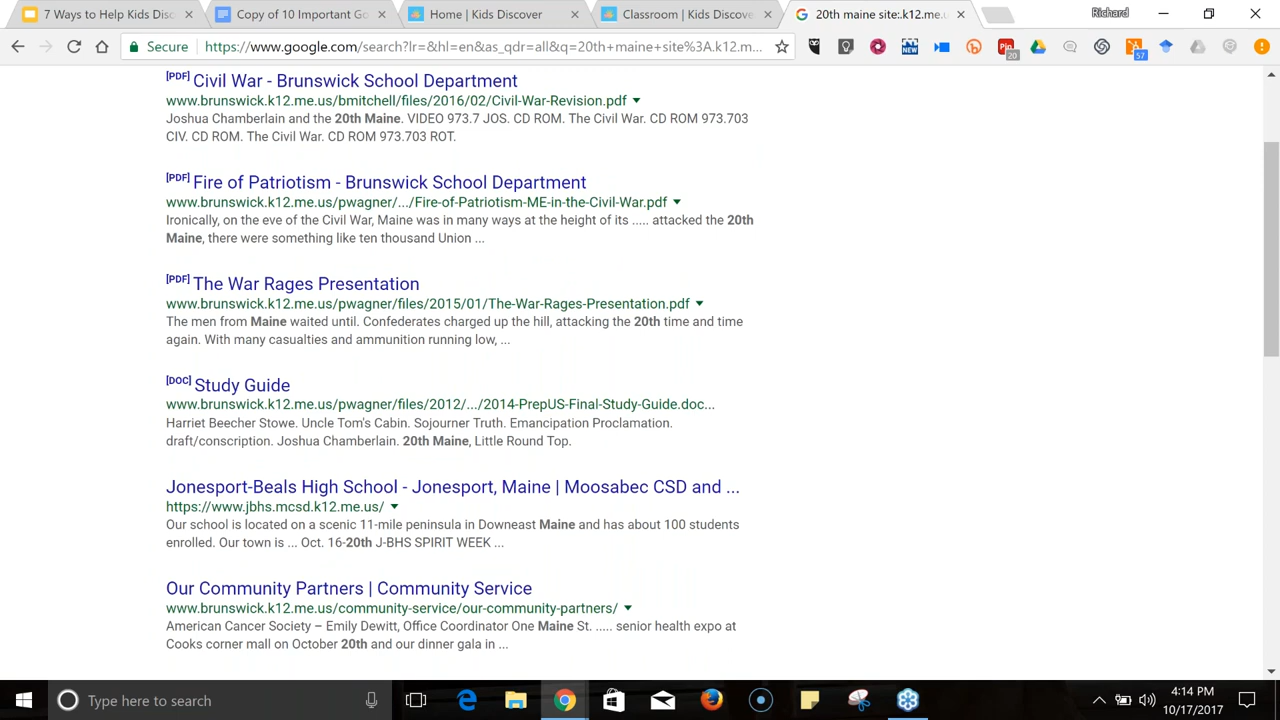 7 Ways to Help Kids Disc
Copy of 10 Important Go
Home | Kids Discover
Classroom | Kids Discove
20th maine site:.k12.me.u
Richard
Secure
https://www.google.com/search?lr=&hl=en&as_qdr=all&q=20th+maine+site%3A.k12.m...
NEW
20
57
[PDF] Civil War - Brunswick School Department
www.brunswick.k12.me.us/bmitchell/files/2016/02/Civil-War-Revision.pdf
Joshua Chamberlain and the 20th Maine. VIDEO 973.7 JOS. CD ROM. The Civil War. CD ROM 973.703
CIV. CD ROM. The Civil War. CD ROM 973.703 ROT.
[PDF] Fire of Patriotism - Brunswick School Department
www.brunswick.k12.me.us/pwagner/.../Fire-of-Patriotism-ME-in-the-Civil-War.pdf
Ironically, on the eve of the Civil War, Maine was in many ways at the height of its ..... attacked the 20th
Maine, there were something like ten thousand Union ...
[PDF] The War Rages Presentation
www.brunswick.k12.me.us/pwagner/files/2015/01/The-War-Rages-Presentation.pdf
The men from Maine waited until. Confederates charged up the hill, attacking the 20th time and time
again. With many casualties and ammunition running low, ...
[DOC] Study Guide
www.brunswick.k12.me.us/pwagner/files/2012/.../2014-PrepUS-Final-Study-Guide.doc...
Harriet Beecher Stowe. Uncle Tom's Cabin. Sojourner Truth. Emancipation Proclamation.
draft/conscription. Joshua Chamberlain. 20th Maine, Little Round Top.
Jonesport-Beals High School - Jonesport, Maine | Moosabec CSD and ...
https://www.jbhs.mcsd.k12.me.us/
Our school is located on a scenic 11-mile peninsula in Downeast Maine and has about 100 students
enrolled. Our town is ... Oct. 16-20th J-BHS SPIRIT WEEK ...
Our Community Partners | Community Service
www.brunswick.k12.me.us/community-service/our-community-partners/
American Cancer Society – Emily Dewitt, Office Coordinator One Maine St. ..... senior health expo at
Cooks corner mall on October 20th and our dinner gala in ...
Type here to search
4:14 PM
10/17/2017